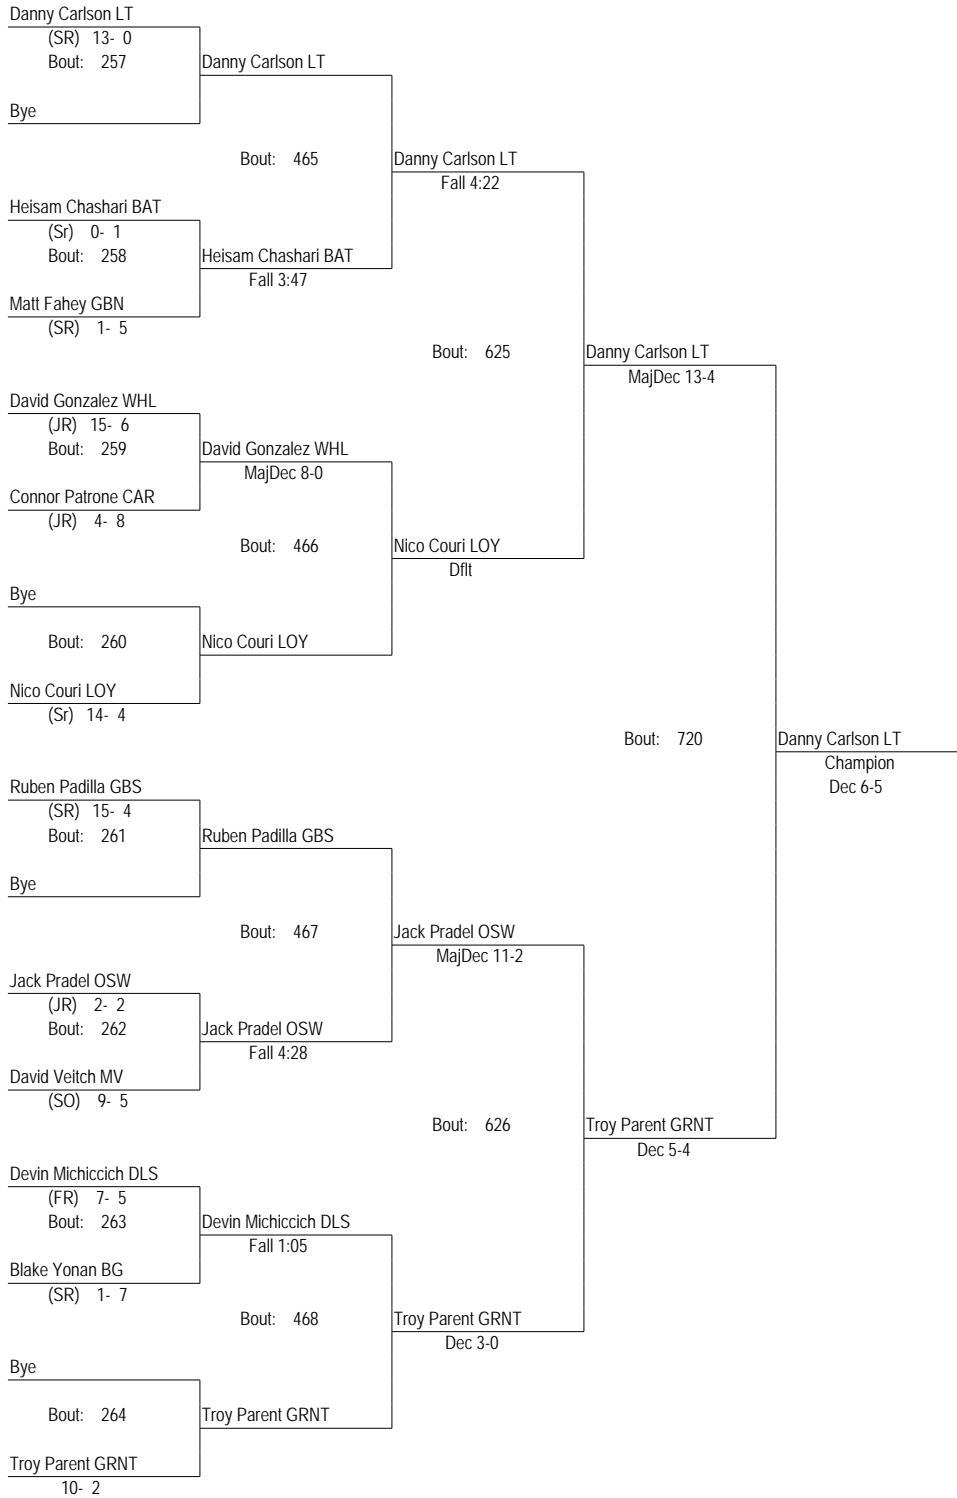 Danny Carlson LT
(SR) 13- 0
Bout: 257
Danny Carlson LT
Bye
Bout: 465
Danny Carlson LT
Fall 4:22
Heisam Chashari BAT
(Sr) 0- 1
Bout: 258
Heisam Chashari BAT
Fall 3:47
Matt Fahey GBN
(SR) 1- 5
Bout: 625
Danny Carlson LT
MajDec 13-4
David Gonzalez WHL
(JR) 15- 6
Bout: 259
David Gonzalez WHL
MajDec 8-0
Connor Patrone CAR
(JR) 4- 8
Bout: 466
Nico Couri LOY
Dflt
Bye
Bout: 260
Nico Couri LOY
Nico Couri LOY
(Sr) 14- 4
Bout: 720
Danny Carlson LT
Champion
Dec 6-5
Ruben Padilla GBS
(SR) 15- 4
Bout: 261
Ruben Padilla GBS
Bye
Bout: 467
Jack Pradel OSW
MajDec 11-2
Jack Pradel OSW
(JR) 2- 2
Bout: 262
Jack Pradel OSW
Fall 4:28
David Veitch MV
(SO) 9- 5
Bout: 626
Troy Parent GRNT
Dec 5-4
Devin Michiccich DLS
(FR) 7- 5
Bout: 263
Devin Michiccich DLS
Fall 1:05
Blake Yonan BG
(SR) 1- 7
Bout: 468
Troy Parent GRNT
Dec 3-0
Bye
Bout: 264
Troy Parent GRNT
Troy Parent GRNT
10- 2